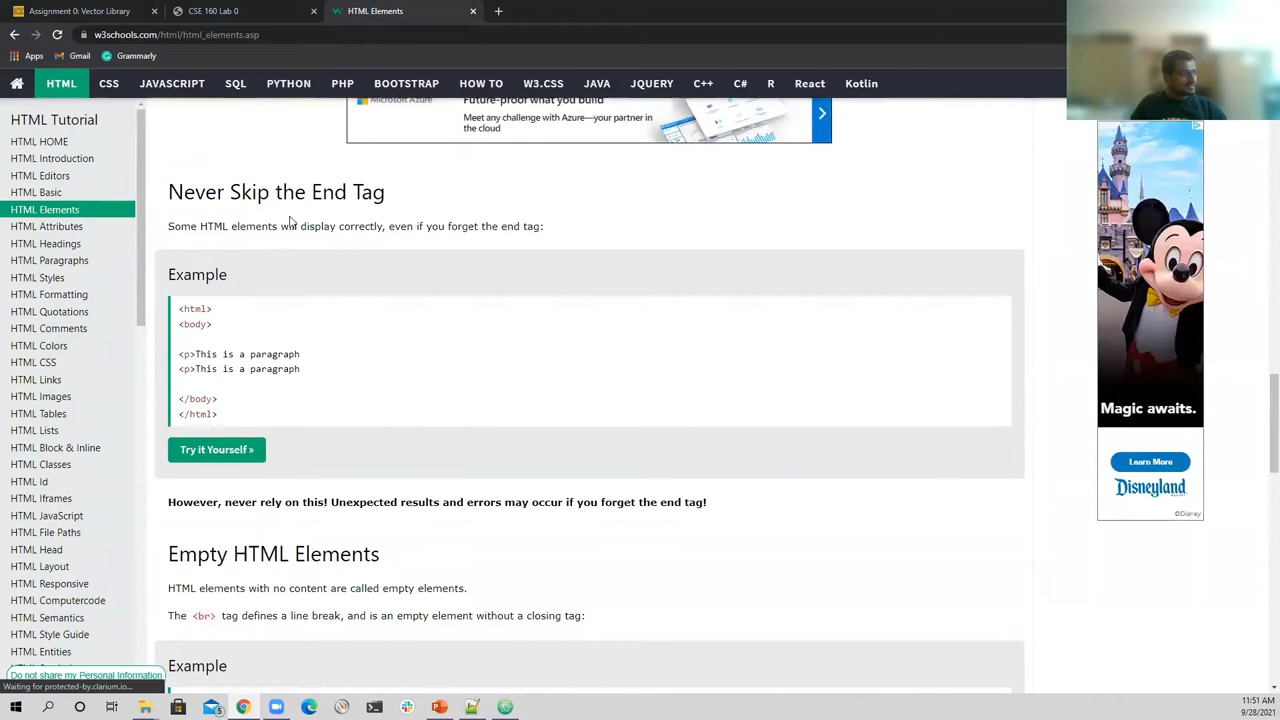 Assignment 0: Vector Library
CSE 160 Lab 0
HTML Elements
w3schools.com/html/html_elements.asp
Apps
Gmail
Grammarly
HTML
CSS
JAVASCRIPT
SQL
PYTHON
PHP
BOOTSTRAP
HOW TO
W3.CSS
JAVA
JQUERY
C++
C#
R
React
Kotlin
HTML Tutorial
HTML HOME
HTML Introduction
HTML Editors
HTML Basic
HTML Elements
HTML Attributes
HTML Headings
HTML Paragraphs
HTML Styles
HTML Formatting
HTML Quotations
HTML Comments
HTML Colors
HTML CSS
HTML Links
HTML Images
HTML Tables
HTML Lists
HTML Block & Inline
HTML Classes
HTML Id
HTML Iframes
HTML JavaScript
HTML File Paths
HTML Head
HTML Layout
HTML Responsive
HTML Computercode
HTML Semantics
HTML Style Guide
HTML Entities
Do not share my Personal Information
Waiting for protected-by.clarium.io...
Microsoft Azure
Future-proof what you build
Meet any challenge with Azure—your partner in
the cloud
Never Skip the End Tag
Some HTML elements will display correctly, even if you forget the end tag:
Example
<html>
<body>
<p>This is a paragraph
<p>This is a paragraph
</body>
</html>
Try it Yourself »
However, never rely on this! Unexpected results and errors may occur if you forget the end tag!
Empty HTML Elements
HTML elements with no content are called empty elements.
The <br> tag defines a line break, and is an empty element without a closing tag:
Example
Magic awaits.
Learn More
Disneyland
©Disney
11:51 AM
9/28/2021